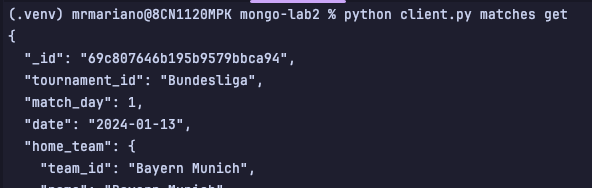 (.venv) mrmariano@8CN1120MPK mongo-lab2 % python client.py matches get
{
  "_id": "69c807646b195b9579bbca94",
  "tournament_id": "Bundesliga",
  "match_day": 1,
  "date": "2024-01-13",
  "home_team": {
    "team_id": "Bayern Munich",